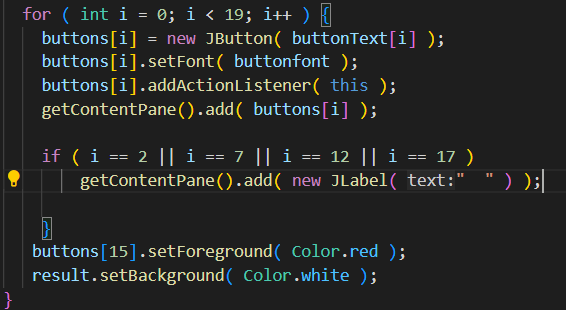 for ( int i = 0; i < 19; i++ ) {
buttons[i] = new JButton( buttonText[i] );
buttons[i].setFont( buttonfont );
buttons[i].addActionListener( this );
getContentPane().add( buttons[i] );
if ( i == 2 || i == 7 || i == 12 || i == 17 )
getContentPane().add( new JLabel( text:"  " ) );
}
buttons[15].setForeground( Color.red );
result.setBackground( Color.white );
}